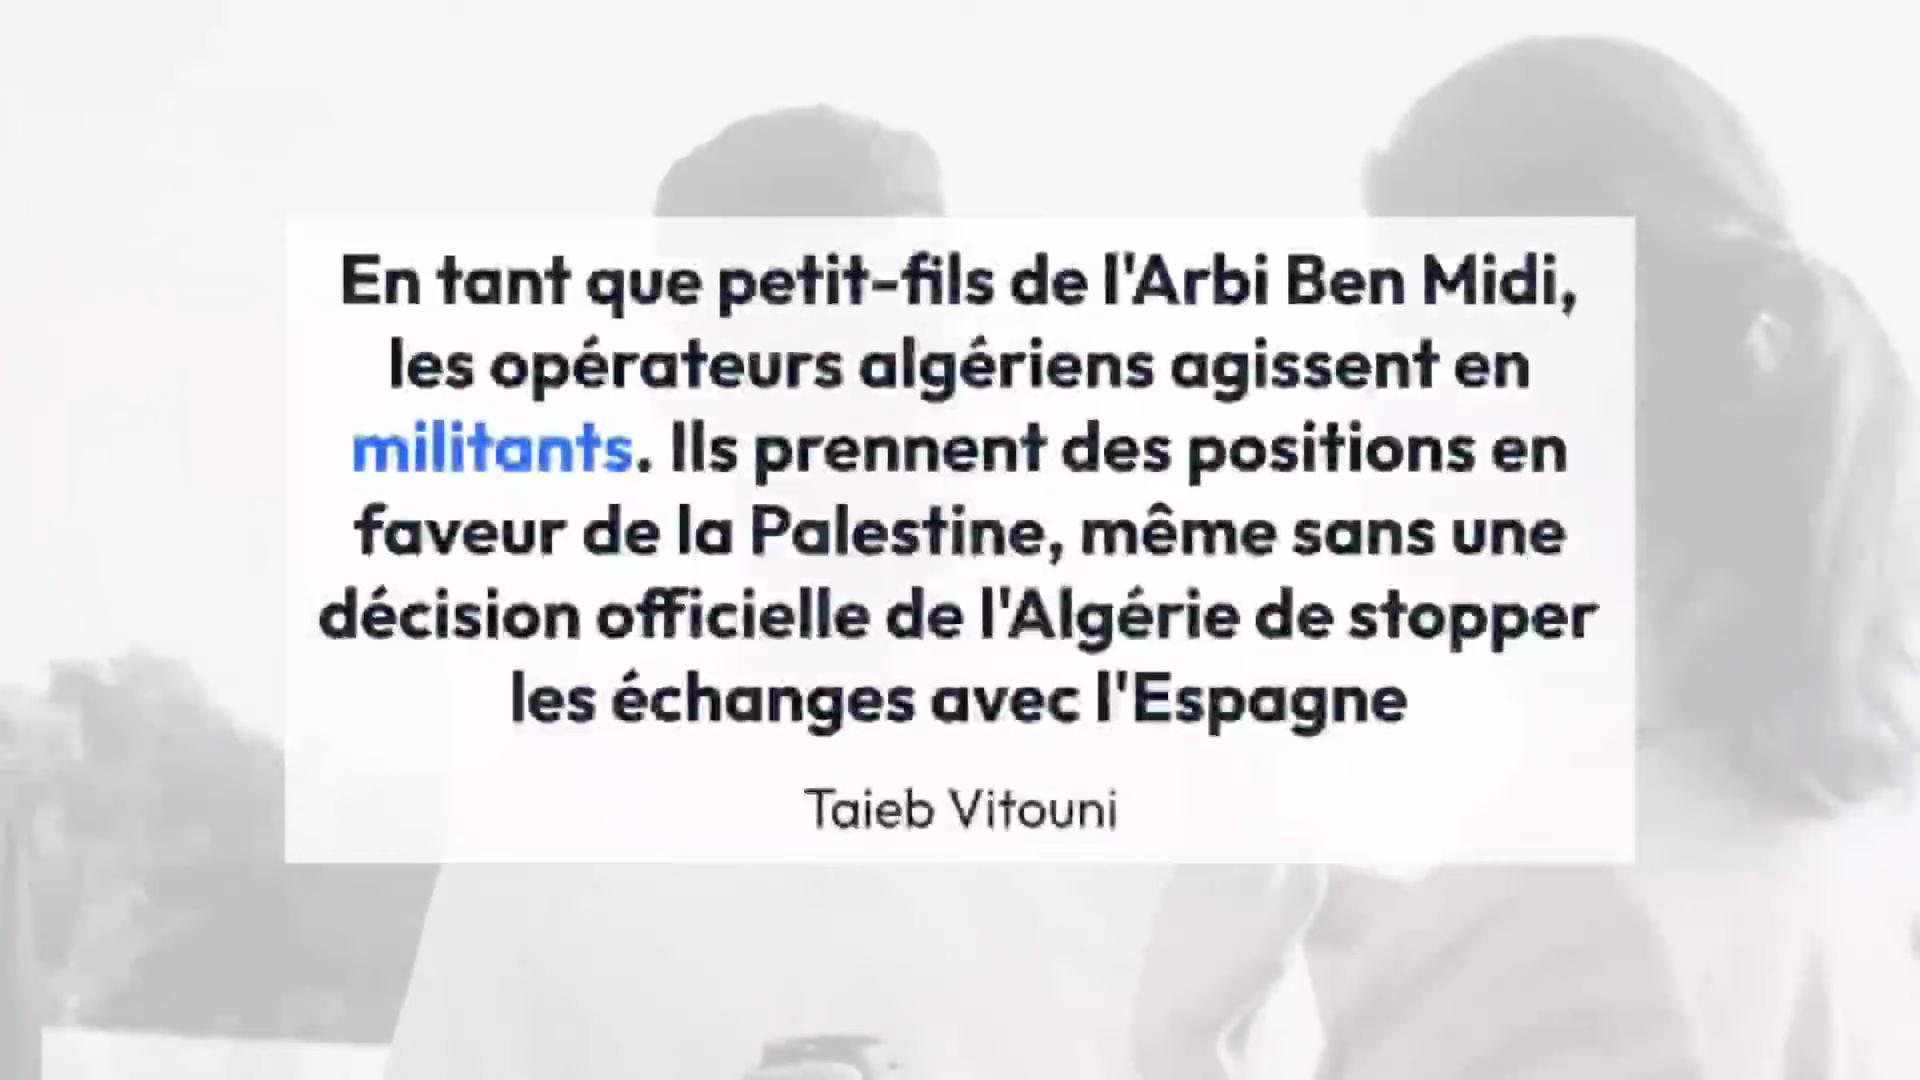 En tant que petit-fils de l'Arbi Ben Midi,
les opérateurs algériens agissent en
militants. Ils prennent des positions en
faveur de la Palestine, même sans une
décision officielle de l'Algérie de stopper
les échanges avec l'Espagne
Taieb Vitouni